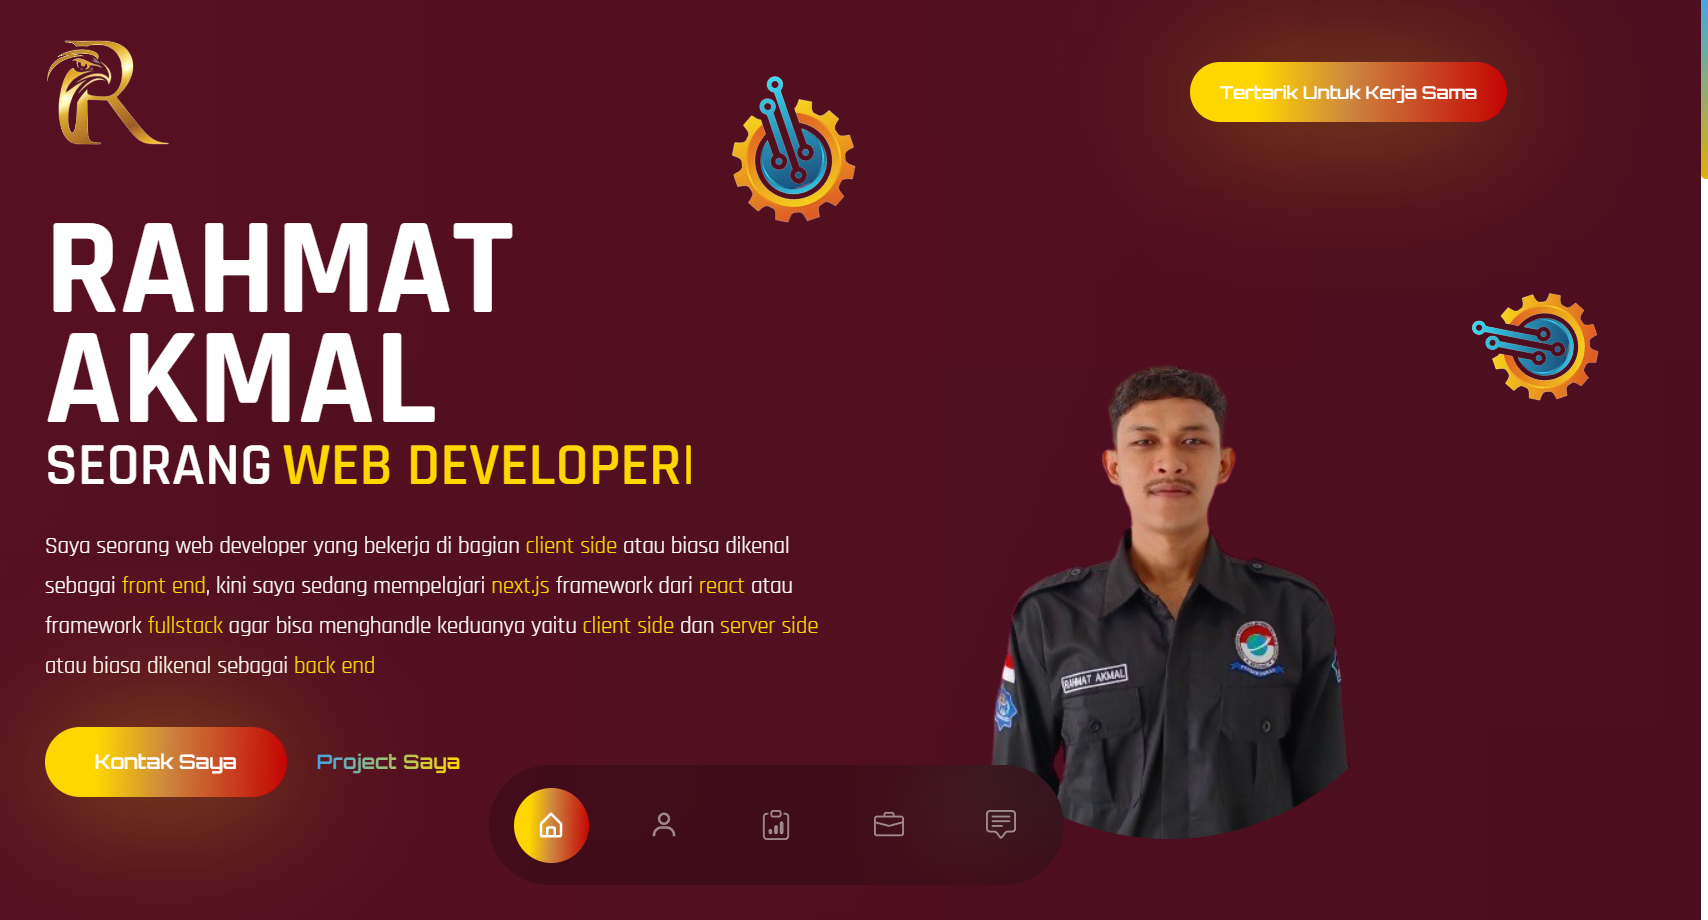 Tertarik Untuk Kerja Sama
RAHMAT
AKMAL
SEORANG WEB DEVELOPER
Saya seorang web developer yang bekerja di bagian client side atau biasa dikenal
sebagai front end, kini saya sedang mempelajari next.js framework dari react atau
framework fullstack agar bisa menghandle keduanya yaitu client side dan server side
atau biasa dikenal sebagai back end
Kontak Saya
Project Saya
RAHMAT AKMAL